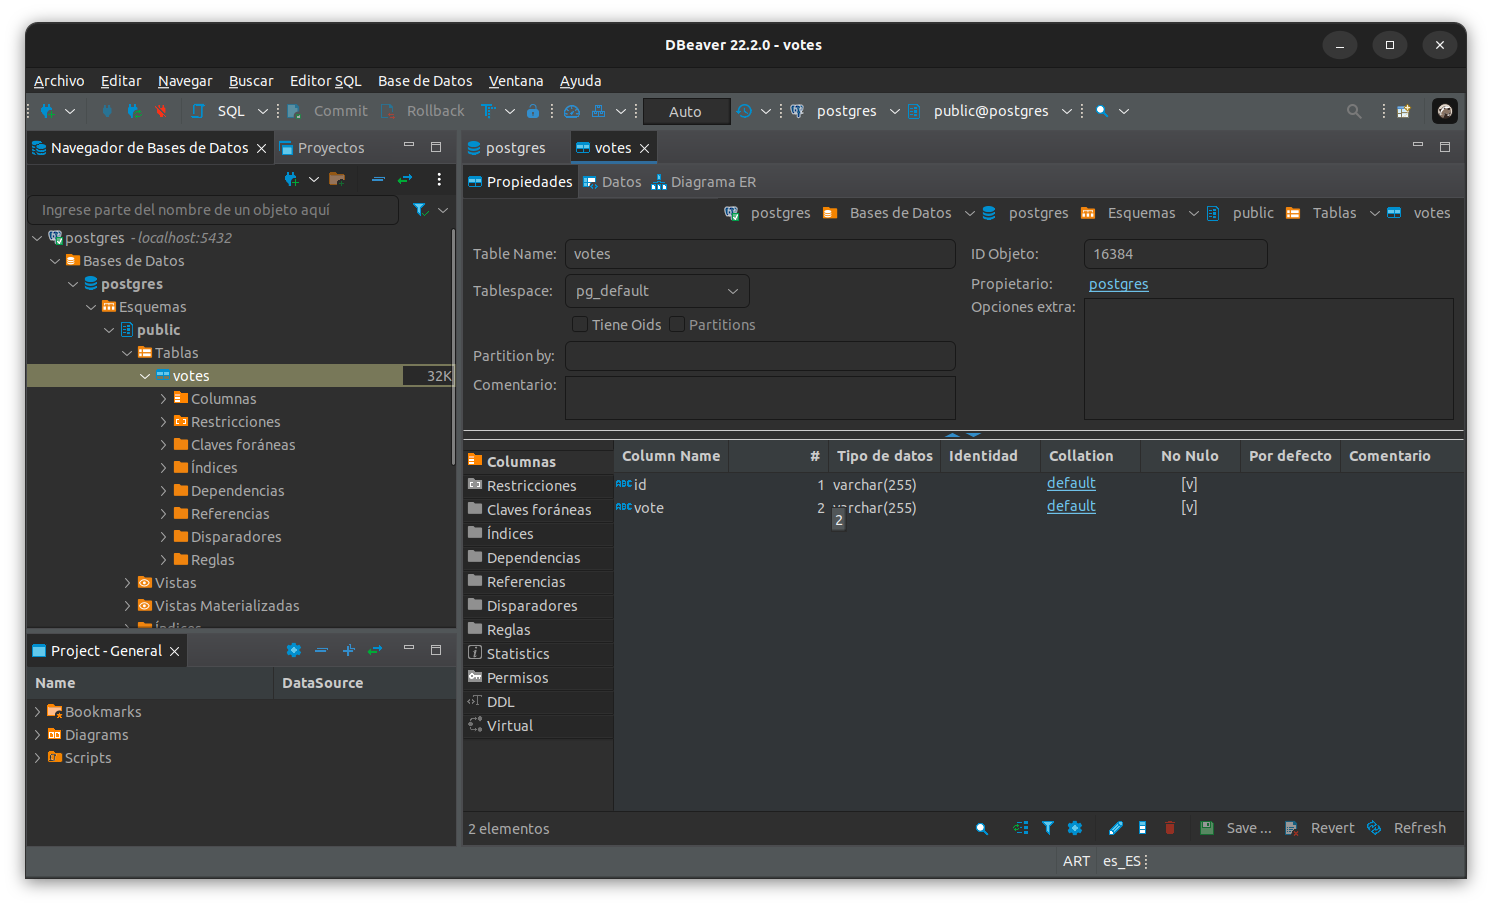 DBeaver 22.2.0 - votes
Archivo Editar Navegar Buscar Editor SQL Base de Datos Ventana Ayuda
SQL Commit Rollback Auto postgres public@postgres
Navegador de Bases de Datos Proyectos
Ingrese parte del nombre de un objeto aquí
postgres - localhost:5432
Bases de Datos
postgres
Esquemas
public
Tablas
votes 32K
Columnas
Restricciones
Claves foráneas
Índices
Dependencias
Referencias
Disparadores
Reglas
Vistas
Vistas Materializadas
Índices
Project - General
Name DataSource
Bookmarks
Diagrams
Scripts
postgres votes
Propiedades Datos Diagrama ER
postgres Bases de Datos postgres Esquemas public Tablas votes
Table Name: votes
Tablespace: pg_default
Tiene Oids Partitions
Partition by:
Comentario:
ID Objeto: 16384
Propietario: postgres
Opciones extra:
Columnas
Restricciones
Claves foráneas
Índices
Dependencias
Referencias
Disparadores
Reglas
Statistics
Permisos
DDL
Virtual
Column Name # Tipo de datos Identidad Collation No Nulo Por defecto Comentario
ABC id 1 varchar(255) default [v]
ABC vote 2 varchar(255) default [v]
2
2 elementos Save ... Revert Refresh
ART es_ES